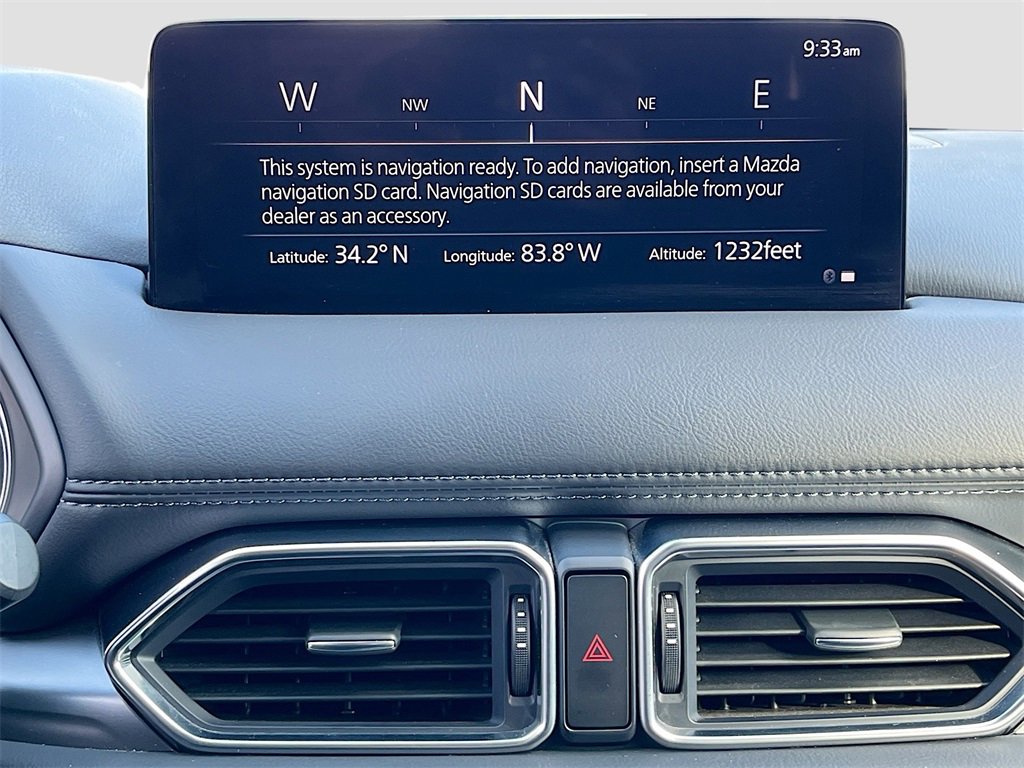 9:33am
W NW N NE E
This system is navigation ready. To add navigation, insert a Mazda
navigation SD card. Navigation SD cards are available from your
dealer as an accessory.
Latitude: 34.2° N Longitude: 83.8° W Altitude: 1232feet